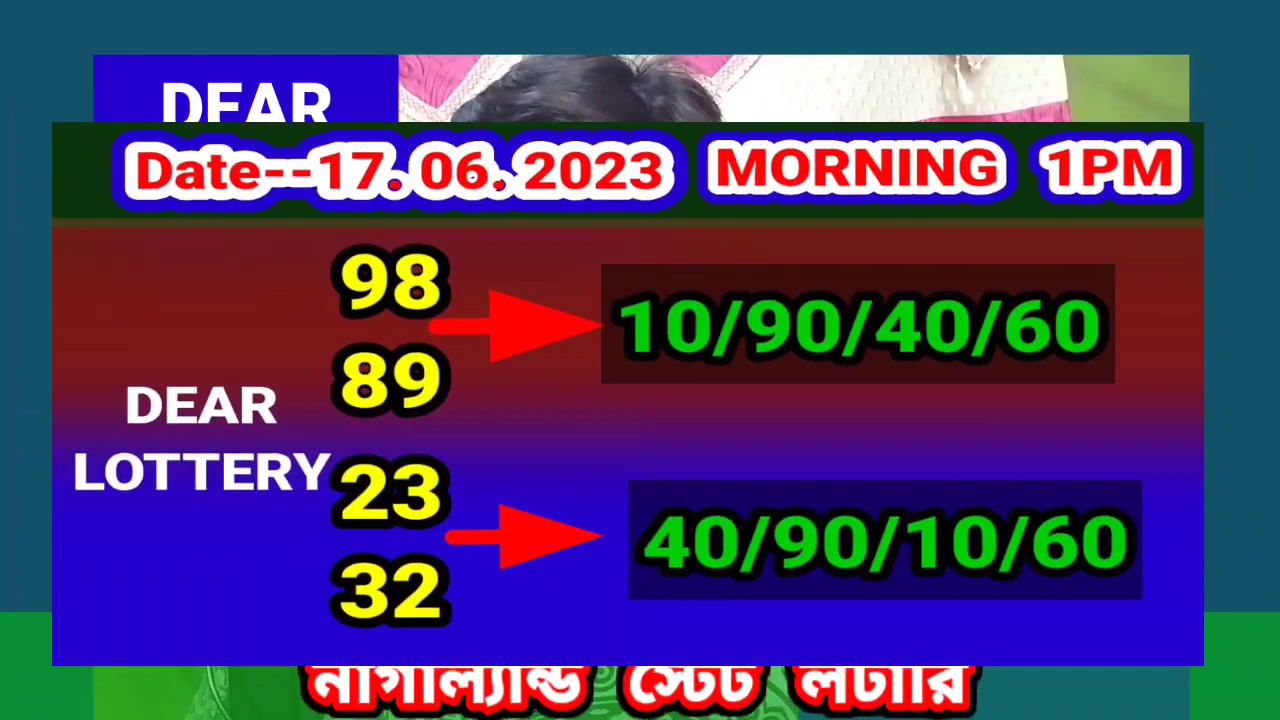 DEAR
Date--17. 06. 2023 MORNING 1PM
98
10/90/40/60
89
DEAR
LOTTERY
23
40/90/10/60
32
নাগাল্যান্ড স্টেট লটারি